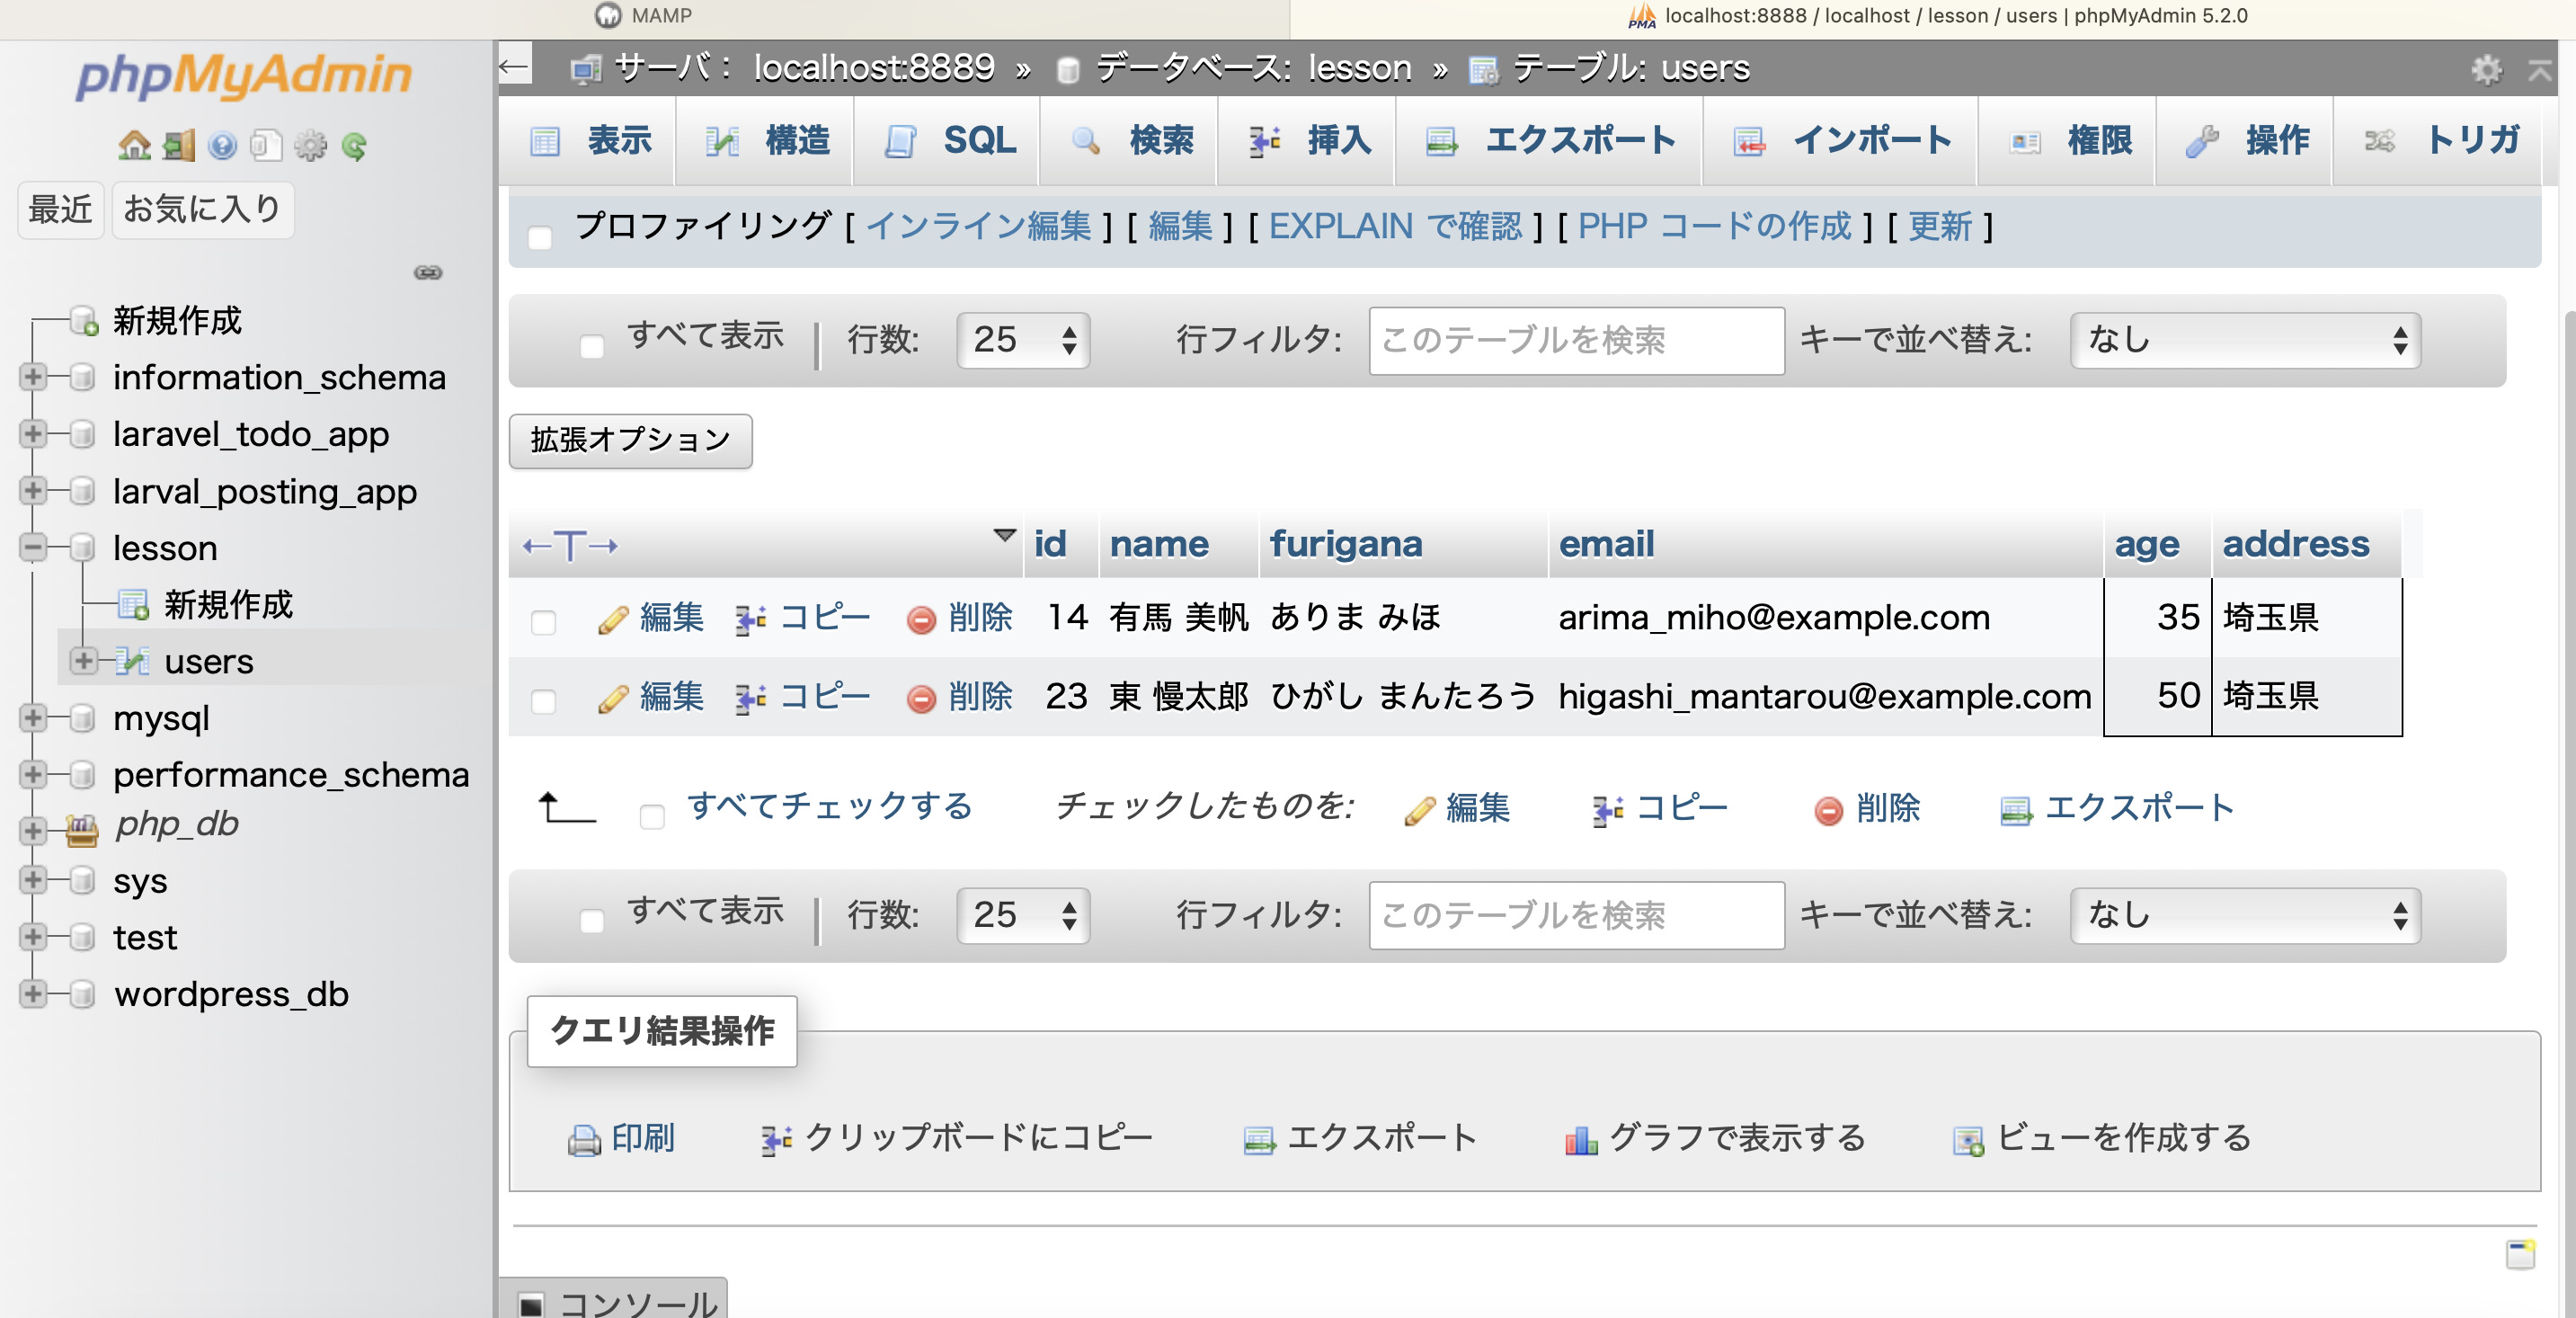 MAMP
localhost:8888 / localhost / lesson / users | phpMyAdmin 5.2.0
phpMyAdmin
最近 お気に入り
新規作成
information_schema
laravel_todo_app
larval_posting_app
lesson
新規作成
users
mysql
performance_schema
php_db
sys
test
wordpress_db
サーバ： localhost:8889 » データベース: lesson » テーブル: users
表示 構造 SQL 検索 挿入 エクスポート インポート 権限 操作 トリガ
プロファイリング [ インライン編集 ] [ 編集 ] [ EXPLAIN で確認 ] [ PHP コードの作成 ] [ 更新 ]
すべて表示 | 行数: 25 行フィルタ: このテーブルを検索 キーで並べ替え: なし
拡張オプション
←T→ id name furigana email age address
編集 コピー 削除 14 有馬 美帆 ありま みほ arima_miho@example.com 35 埼玉県
編集 コピー 削除 23 東 慢太郎 ひがし まんたろう higashi_mantarou@example.com 50 埼玉県
すべてチェックする チェックしたものを: 編集 コピー 削除 エクスポート
すべて表示 | 行数: 25 行フィルタ: このテーブルを検索 キーで並べ替え: なし
クエリ結果操作
印刷 クリップボードにコピー エクスポート グラフで表示する ビューを作成する
コンソール